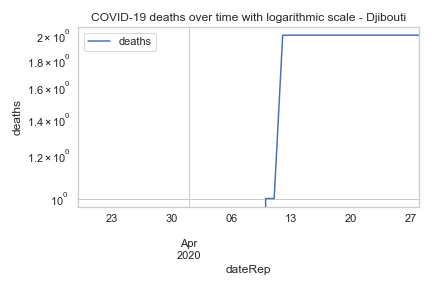 COVID-19 deaths over time with logarithmic scale - Djibouti
deaths
deaths
2 × 10⁰
1.8 × 10⁰
1.6 × 10⁰
1.4 × 10⁰
1.2 × 10⁰
10⁰
23 30 06 13 20 27
Apr
2020
dateRep